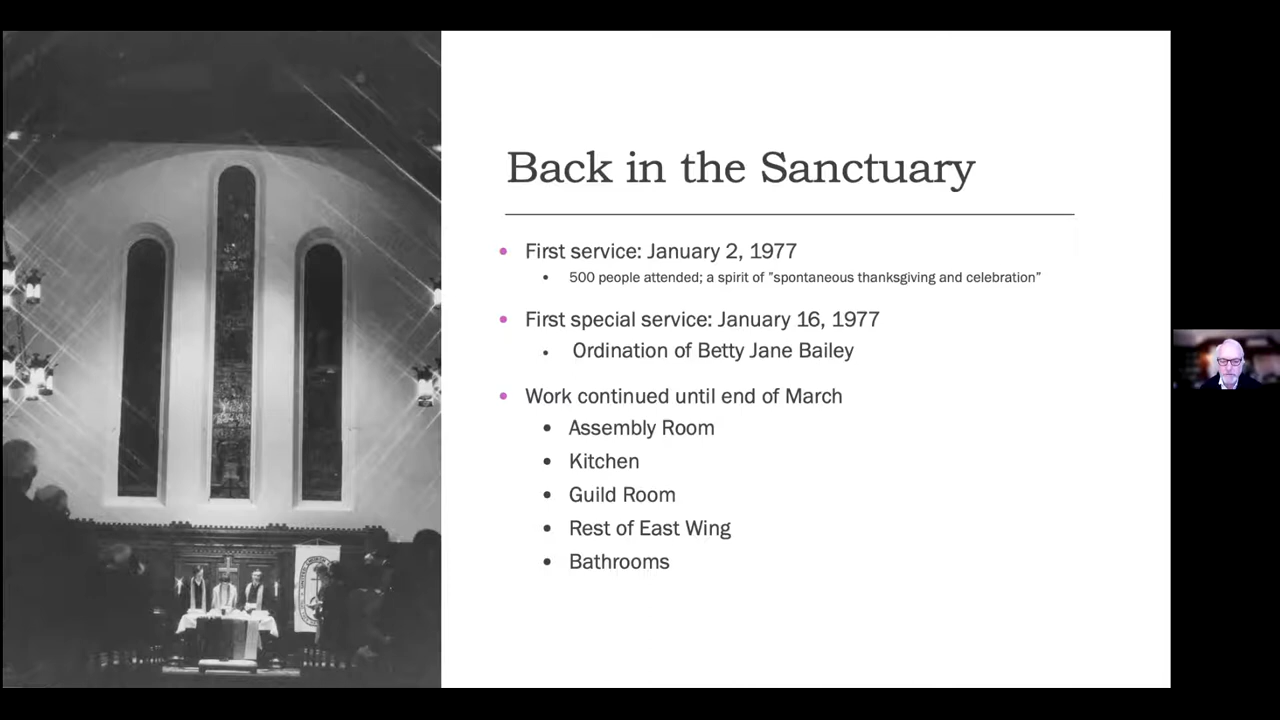 Back in the Sanctuary
• First service: January 2, 1977
• 500 people attended; a spirit of "spontaneous thanksgiving and celebration"
• First special service: January 16, 1977
• Ordination of Betty Jane Bailey
• Work continued until end of March
• Assembly Room
• Kitchen
• Guild Room
• Rest of East Wing
• Bathrooms